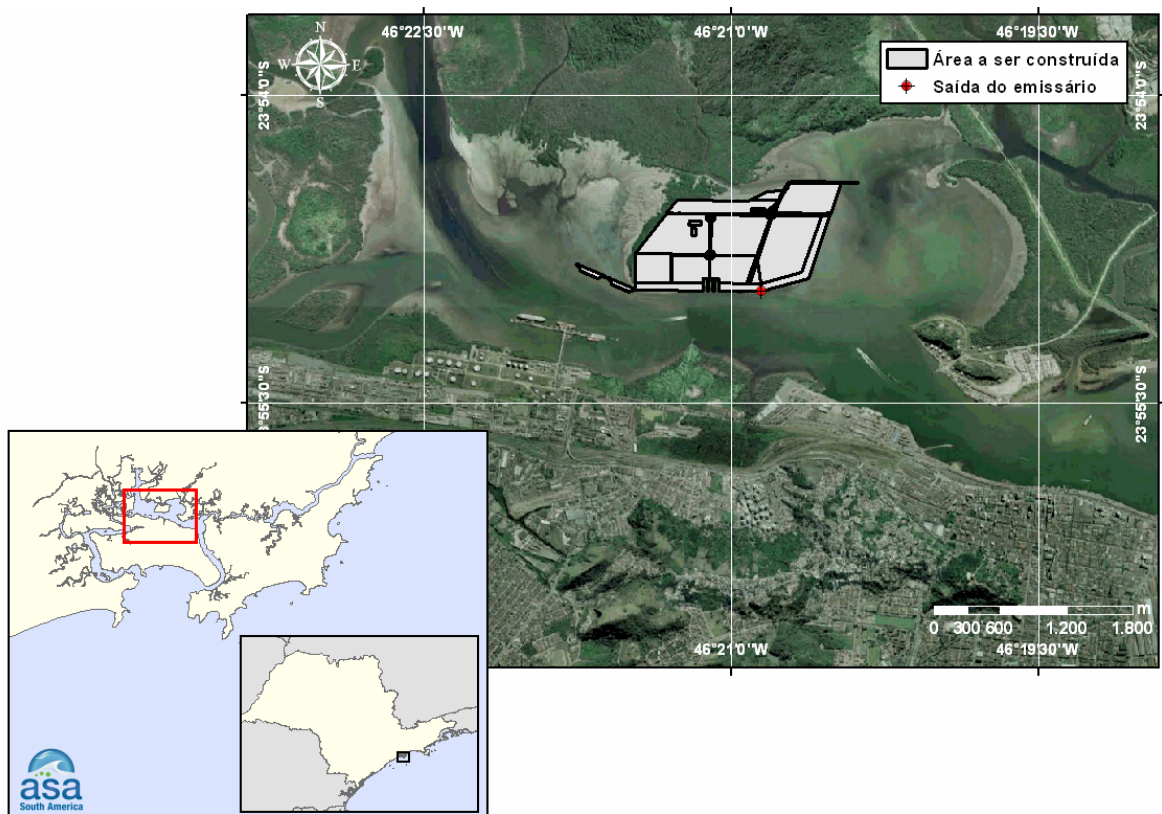 46°22'30"W 46°21'0"W 46°19'30"W
N
W E
S
Área a ser construída
Saída do emissário
23°54'0"S 23°54'0"S
23°55'30"S 23°55'30"S
m
0 300 600 1.200 1.800
46°21'0"W 46°19'30"W
asa
South America